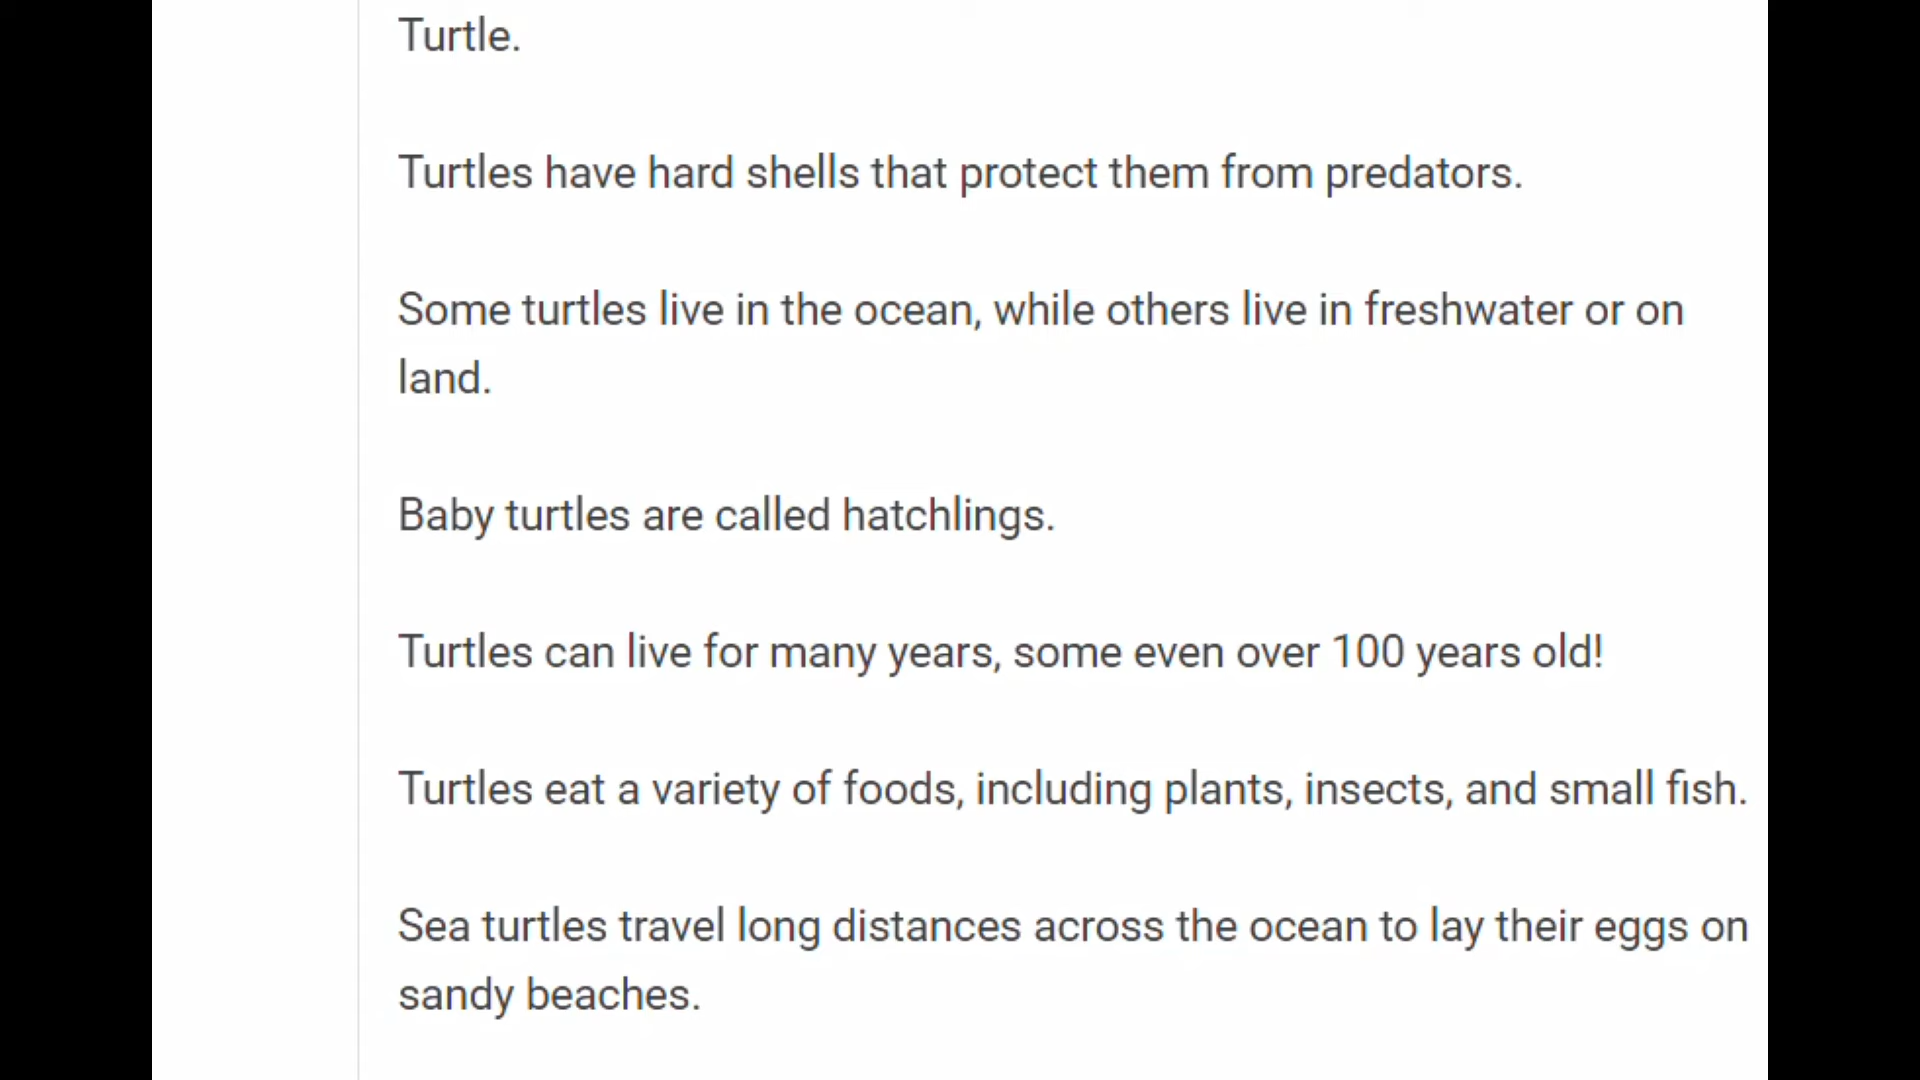 Turtle.
Turtles have hard shells that protect them from predators.
Some turtles live in the ocean, while others live in freshwater or on
land.
Baby turtles are called hatchlings.
Turtles can live for many years, some even over 100 years old!
Turtles eat a variety of foods, including plants, insects, and small fish.
Sea turtles travel long distances across the ocean to lay their eggs on
sandy beaches.